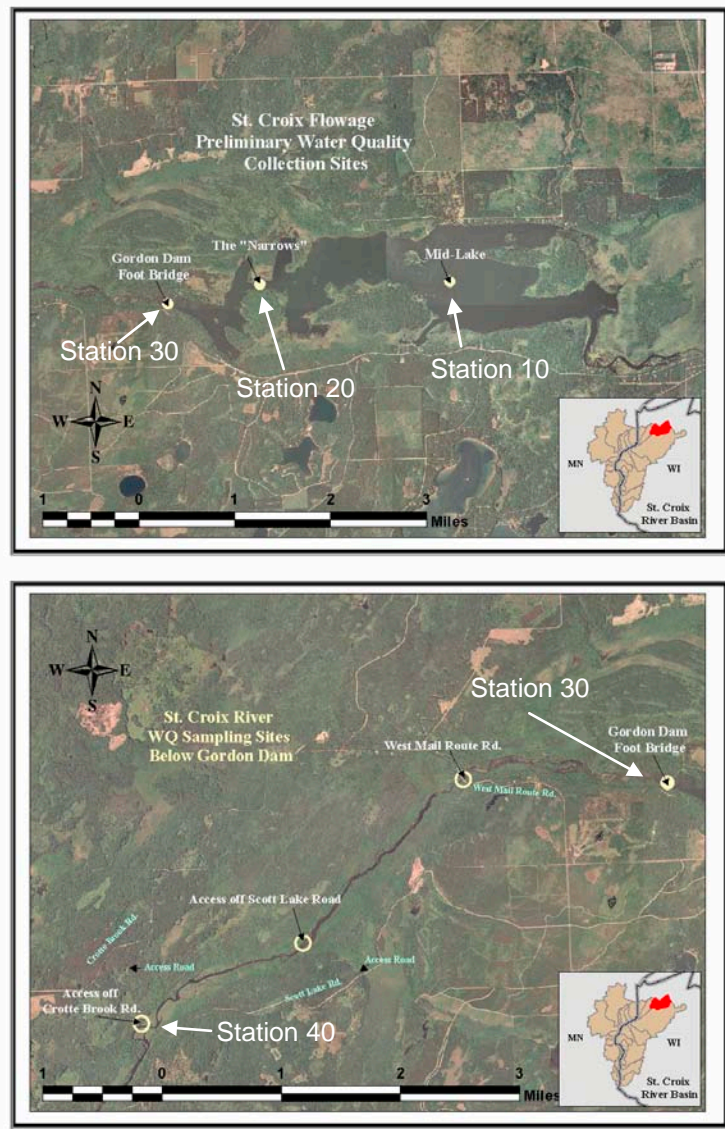 St. Croix Flowage
Preliminary Water Quality
Collection Sites
The "Narrows"
Mid-Lake
Gordon Dam
Foot Bridge
Station 30
Station 20
Station 10
N
W E
S
1 0 1 2 3
Miles
MN
WI
St. Croix
River Basin
N
W E
S
St. Croix River
WQ Sampling Sites
Below Gordon Dam
Station 30
Gordon Dam
Foot Bridge
West Mail Route Rd.
West Mail Route Rd.
Access off Scott Lake Road
Crotte Brook Rd.
Access Road
Access Road
Scott Lake Rd.
Access off
Crotte Brook Rd.
Station 40
1 0 1 2 3
Miles
MN
WI
St. Croix
River Basin